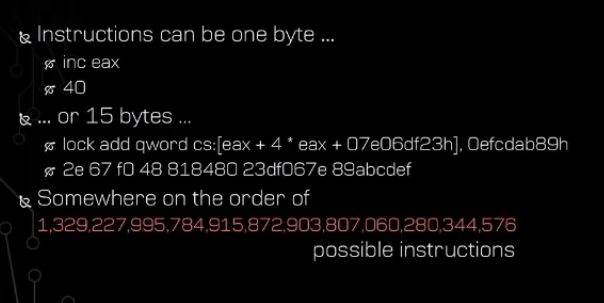 Instructions can be one byte ...
inc eax
40
... or 15 bytes ...
lock add qword cs:[eax + 4 * eax + 07e06df23h], 0efcdab89h
2e 67 f0 48 818480 23df067e 89abcdef
Somewhere on the order of
1,329,227,995,784,915,872,903,807,060,280,344,576
possible instructions